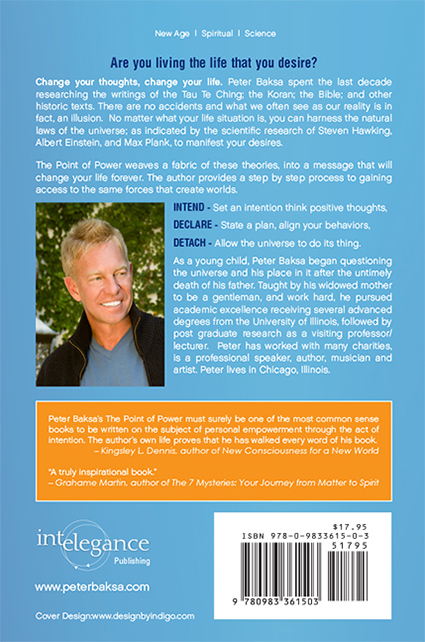 New Age | Spiritual | Science
Are you living the life that you desire?
Change your thoughts, change your life. Peter Baksa spent the last decade
researching the writings of the Tau Te Ching; the Koran; the Bible; and other
historic texts. There are no accidents and what we often see as our reality is in
fact, an illusion. No matter what your life situation is, you can harness the natural
laws of the universe; as indicated by the scientific research of Steven Hawking,
Albert Einstein, and Max Plank, to manifest your desires.
The Point of Power weaves a fabric of these theories, into a message that will
change your life forever. The author provides a step by step process to gaining
access to the same forces that create worlds.
INTEND - Set an intention think positive thoughts,
DECLARE - State a plan, align your behaviors,
DETACH - Allow the universe to do its thing.
As a young child, Peter Baksa began questioning
the universe and his place in it after the untimely
death of his father. Taught by his widowed mother
to be a gentleman, and work hard, he pursued
academic excellence receiving several advanced
degrees from the University of Illinois, followed by
post graduate research as a visiting professor/
lecturer. Peter has worked with many charities,
is a professional speaker, author, musician and
artist. Peter lives in Chicago, Illinois.
Peter Baksa's The Point of Power must surely be one of the most common sense
books to be written on the subject of personal empowerment through the act of
intention. The author's own life proves that he has walked every word of his book.
– Kingsley L. Dennis, author of New Consciousness for a New World
"A truly inspirational book."
– Grahame Martin, author of The 7 Mysteries: Your Journey from Matter to Spirit
intelegance
Publishing
www.peterbaksa.com
Cover Design:www.designbyindigo.com
$17.95
ISBN 978-0-9833615-0-3
51795
9 780983 361503